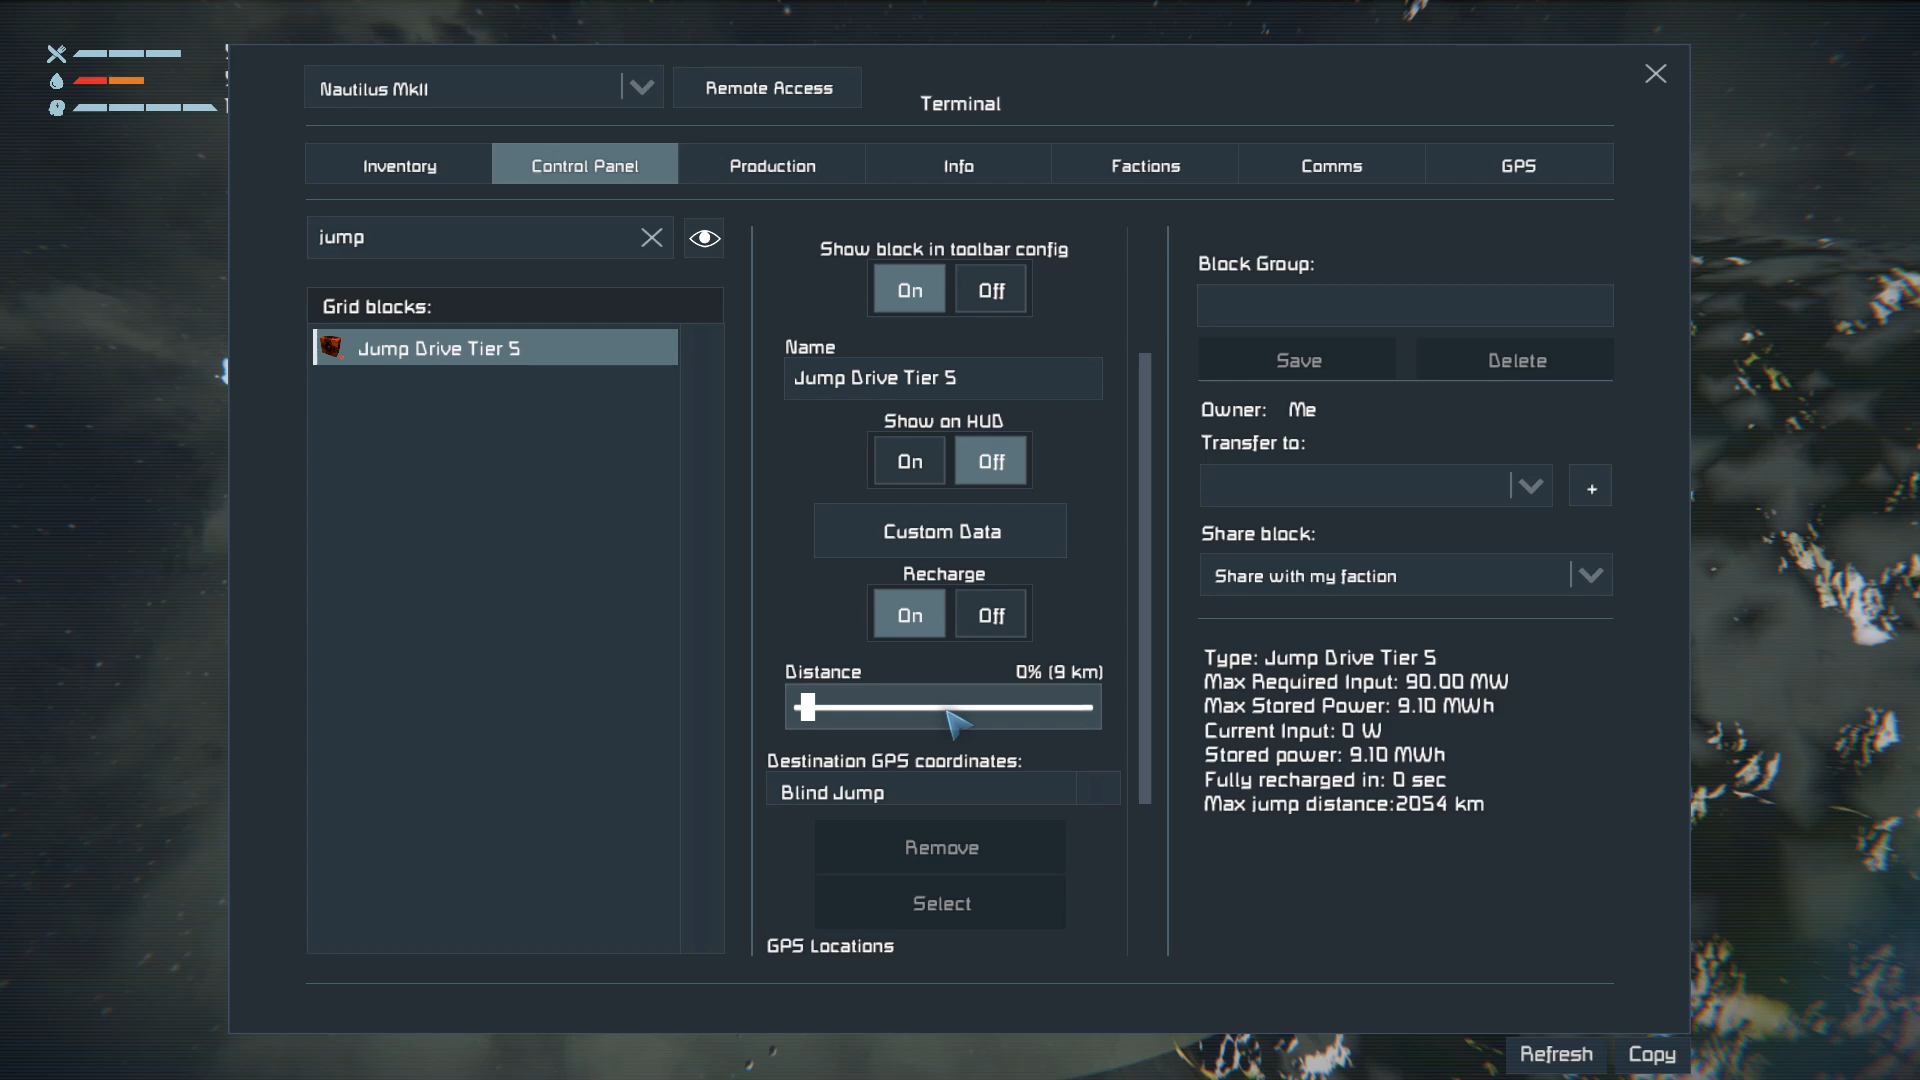 Nautilus MkII
Remote Access
Terminal
Inventory
Control Panel
Production
Info
Factions
Comms
GPS
jump
Grid blocks:
Jump Drive Tier 5
Show block in toolbar config
On
Off
Name
Jump Drive Tier 5
Show on HUD
On
Off
Custom Data
Recharge
On
Off
Distance
0% (9 km)
Destination GPS coordinates:
Blind Jump
Remove
Select
GPS Locations
Block Group:
Save
Delete
Owner: Me
Transfer to:
+
Share block:
Share with my faction
Type: Jump Drive Tier 5
Max Required Input: 90.00 MW
Max Stored Power: 9.10 MWh
Current Input: 0 W
Stored power: 9.10 MWh
Fully recharged in: 0 sec
Max jump distance:2054 km
Refresh
Copy